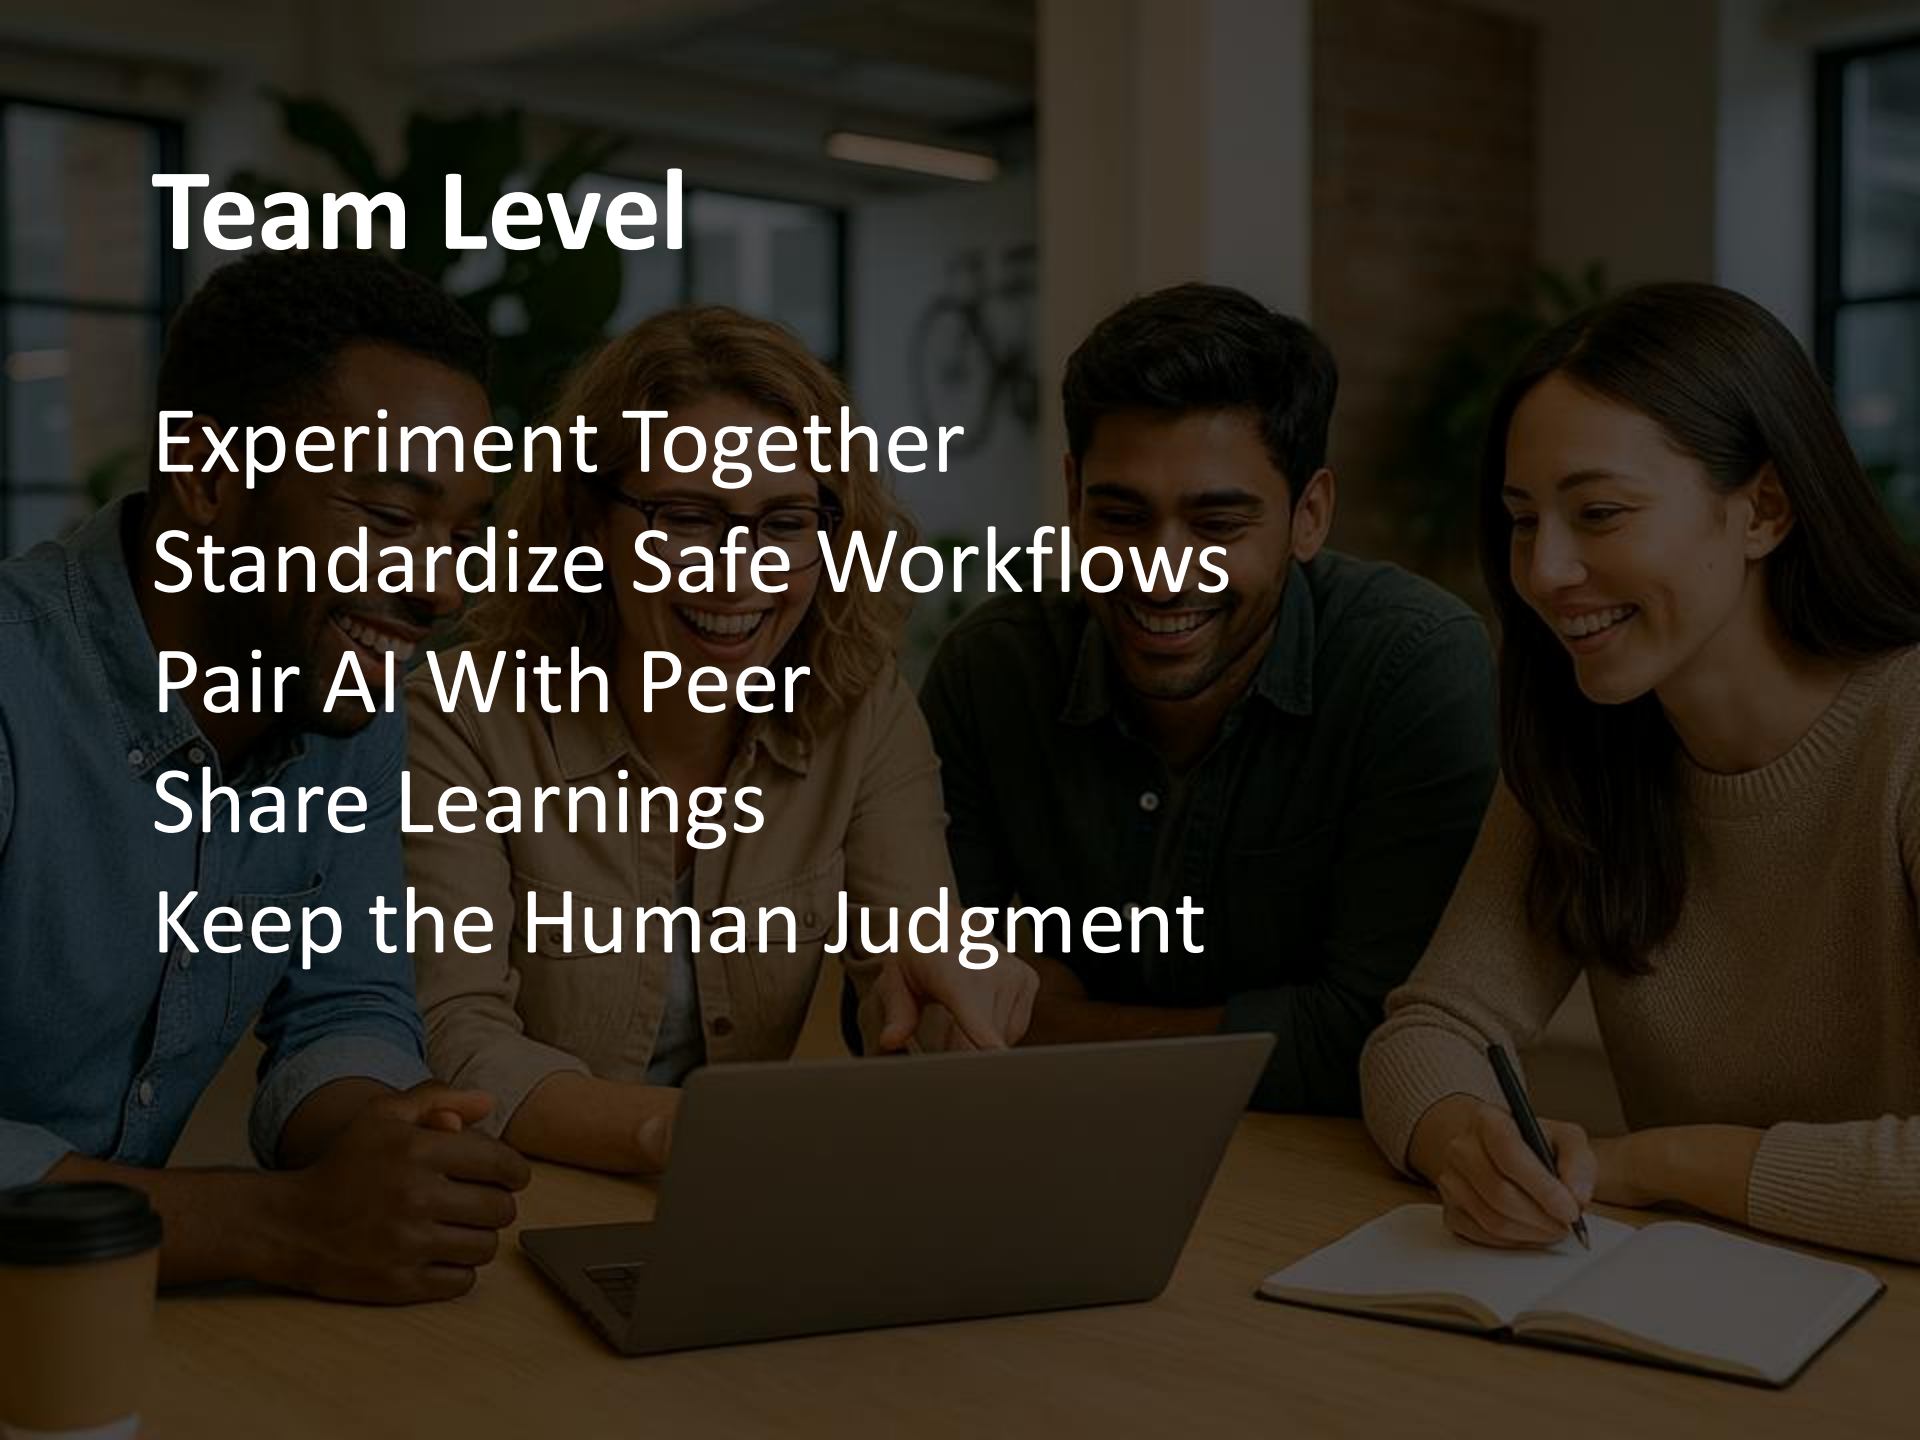 Team Level
Experiment Together
Standardize Safe Workflows
Pair AI With Peer
Share Learnings
Keep the Human Judgment